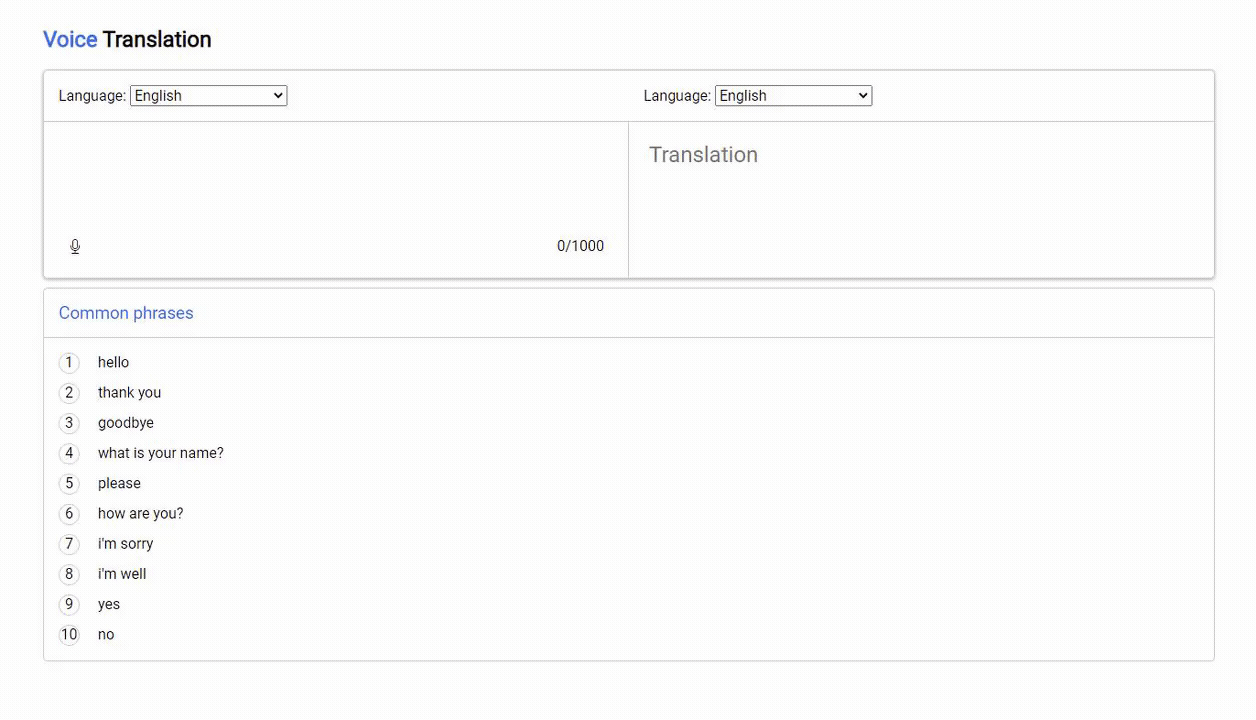 Voice Translation
Language: English Language: English
Translation
0/1000
Common phrases
1 hello
2 thank you
3 goodbye
4 what is your name?
5 please
6 how are you?
7 i'm sorry
8 i'm well
9 yes
10 no